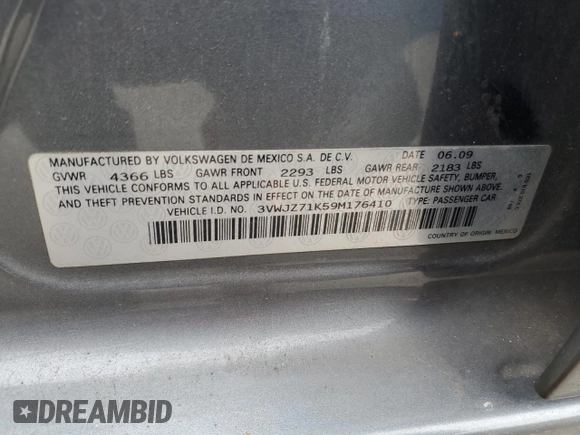 MANUFACTURED BY VOLKSWAGEN DE MEXICO S.A. DE C.V. DATE 06.09
GVWR 4366 LBS GAWR FRONT 2293 LBS GAWR REAR 2183 LBS
THIS VEHICLE CONFORMS TO ALL APPLICABLE U.S. FEDERAL MOTOR VEHICLE SAFETY, BUMPER,
AND THEFT PREVENTION STANDARDS IN EFFECT ON THE DATE OF MANUFACTURE SHOWN ABOVE.
VEHICLE I.D. NO. 3VWJZ71K59M176410 TYPE: PASSENGER CAR
COUNTRY OF ORIGIN: MEXICO
DREAMBID